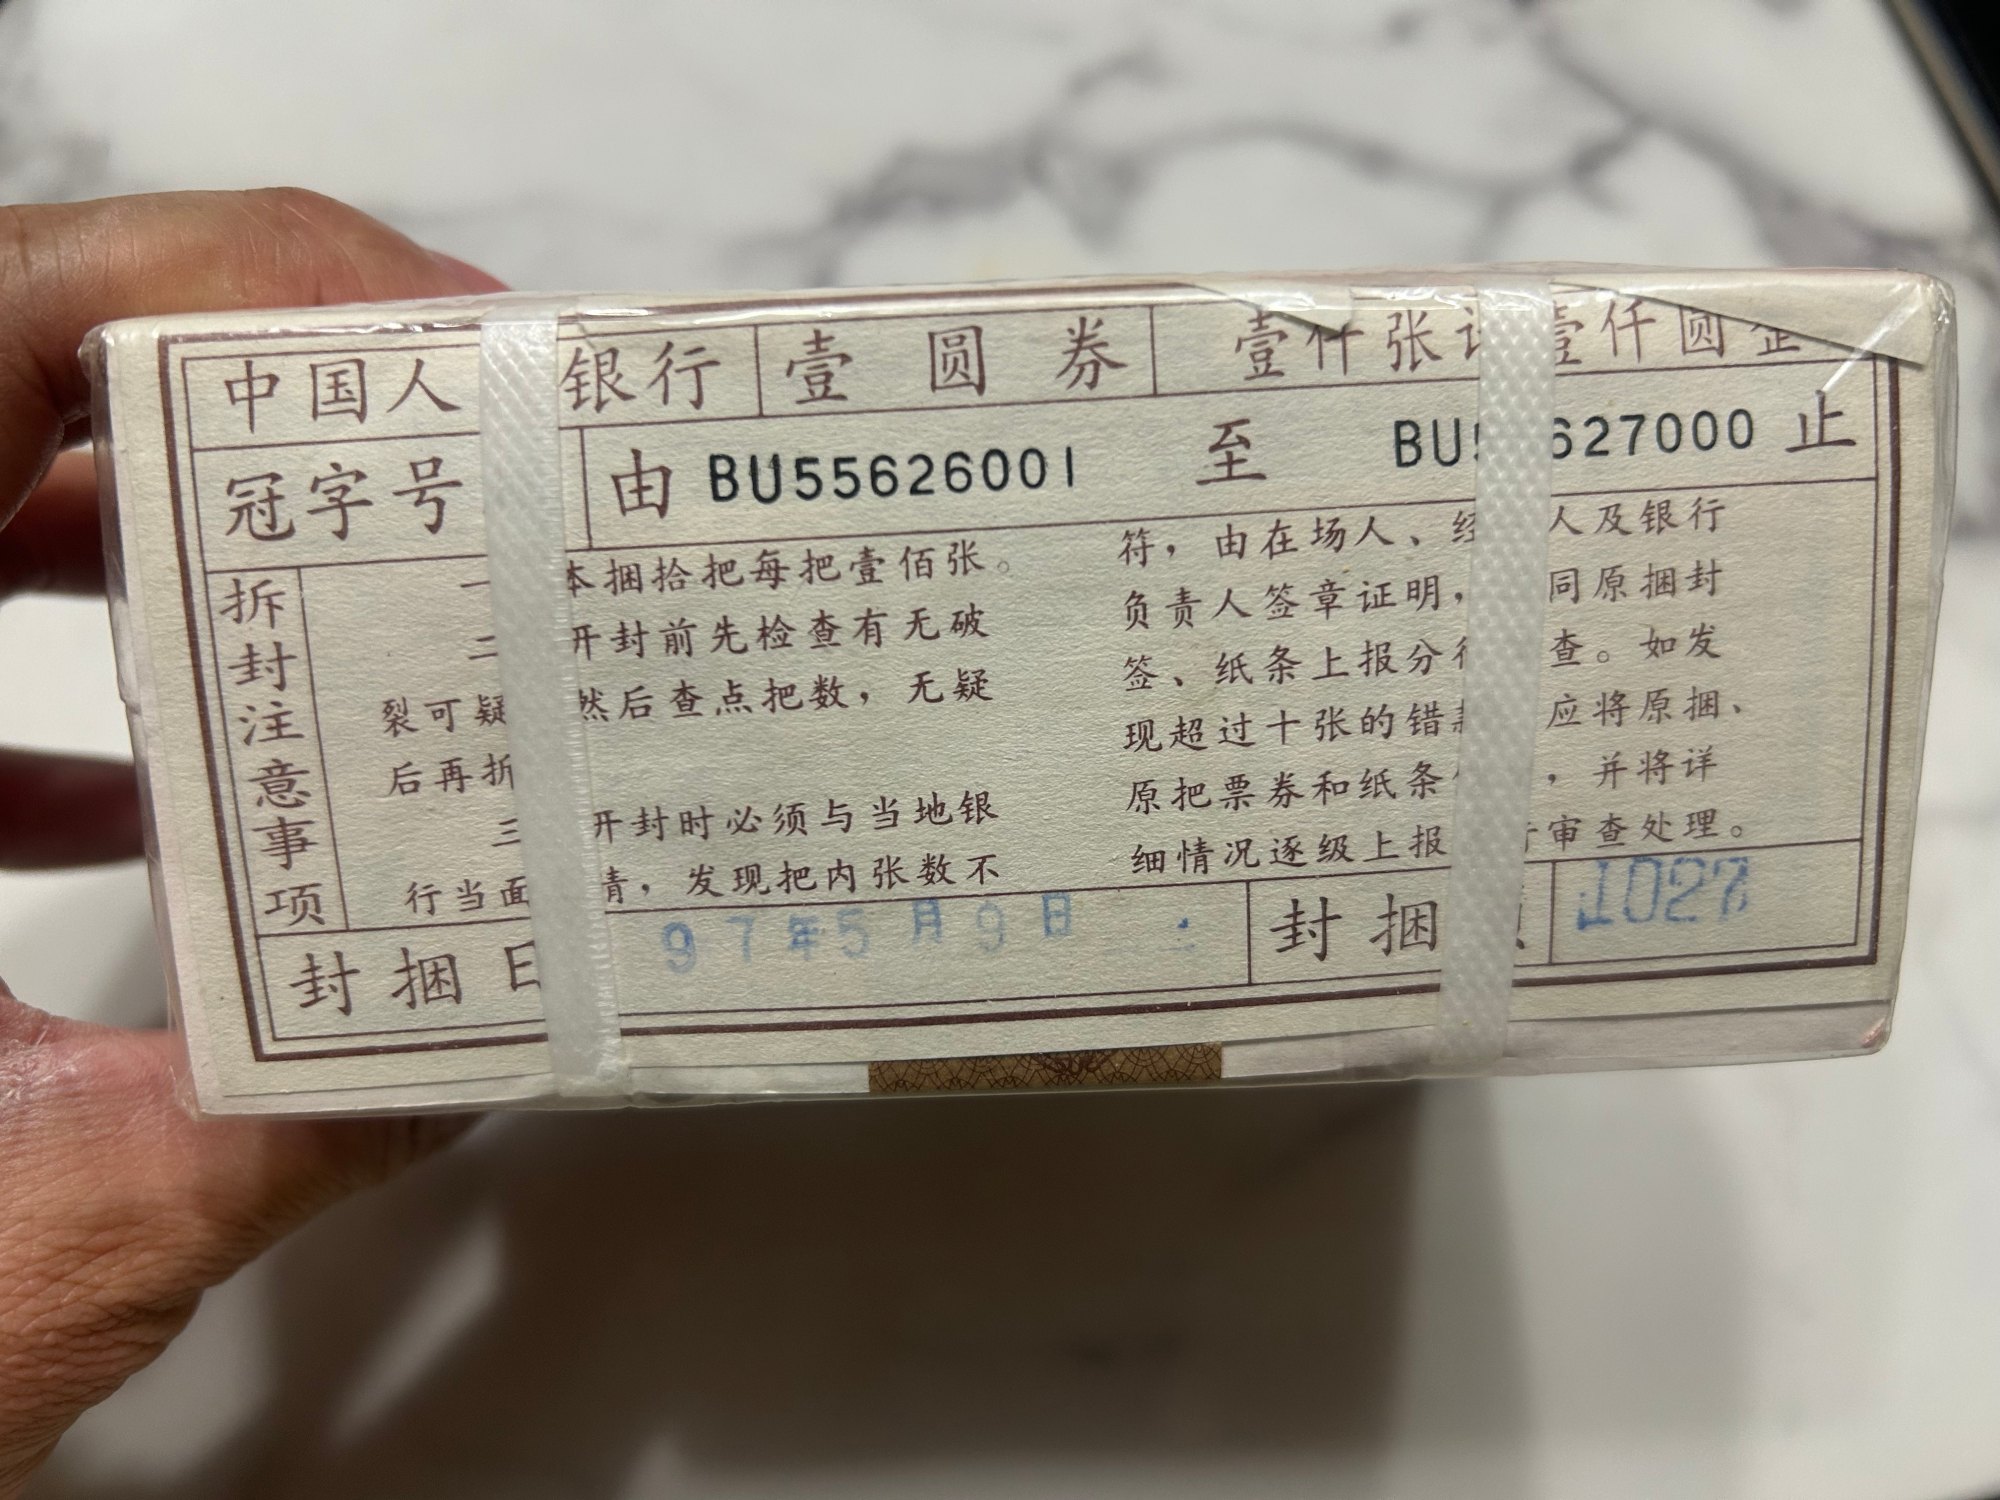 中国人 银行 壹圆券 壹仟张 壹仟圆
冠字号 由 BU55626001 至 BU 627000 止
拆封注意事项
一 本捆拾把每把壹佰张。
二 开封前先检查有无破
裂可疑 然后查点把数，无疑
后再拆
三 开封时必须与当地银
行当面 清，发现把内张数不
符，由在场人、经 人及银行
负责人签章证明， 同原捆封
签、纸条上报分行 查。如发
现超过十张的错款 应将原捆、
原把票券和纸条 ，并将详
细情况逐级上报 审查处理。
封捆日 97年5月9日 封捆 1027